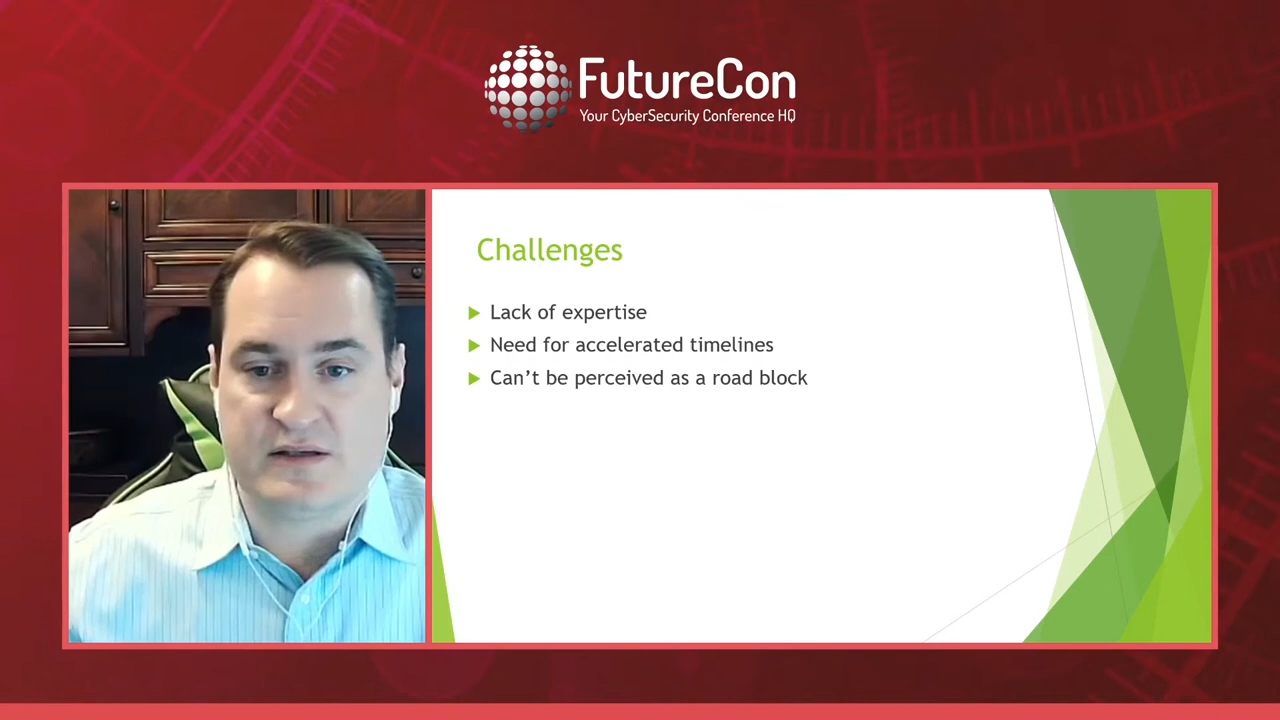 FutureCon
Your CyberSecurity Conference HQ
Challenges
Lack of expertise
Need for accelerated timelines
Can't be perceived as a road block